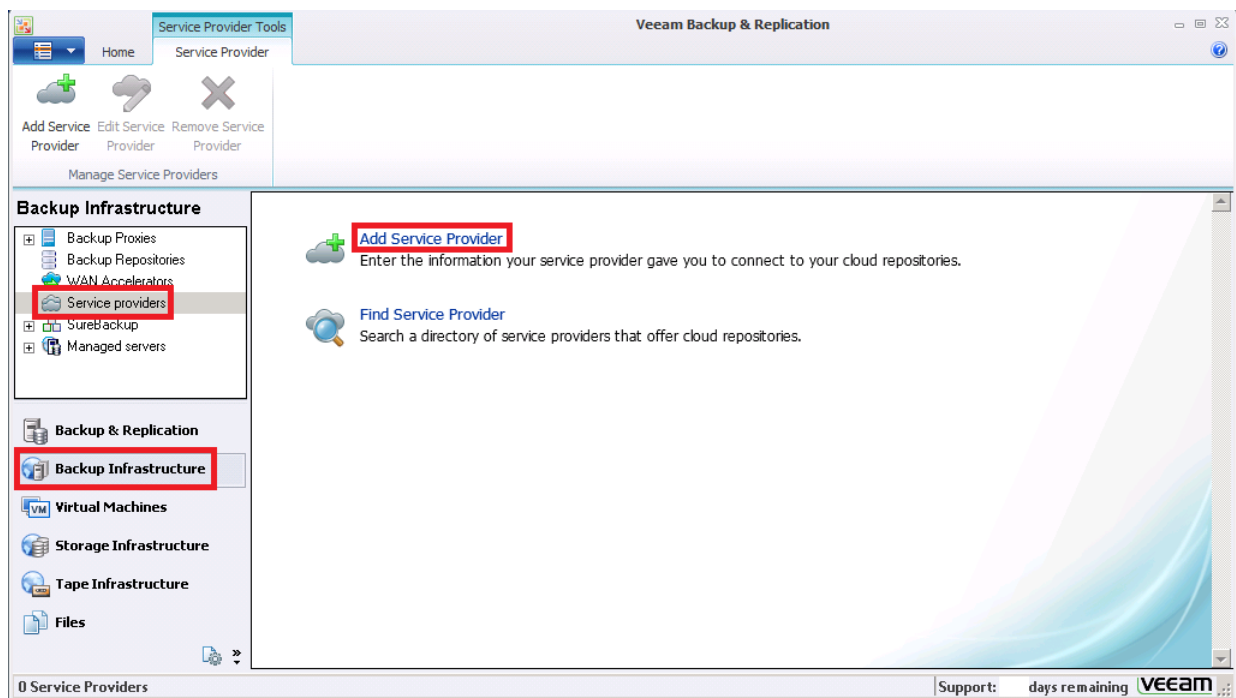 Service Provider Tools
Veeam Backup & Replication
Home
Service Provider
Add Service Provider
Edit Service Provider
Remove Service Provider
Manage Service Providers
Backup Infrastructure
Backup Proxies
Backup Repositories
WAN Accelerators
Service providers
SureBackup
Managed servers
Add Service Provider
Enter the information your service provider gave you to connect to your cloud repositories.
Find Service Provider
Search a directory of service providers that offer cloud repositories.
Backup & Replication
Backup Infrastructure
VM
Virtual Machines
Storage Infrastructure
Tape Infrastructure
Files
0 Service Providers
Support: days remaining
veeam